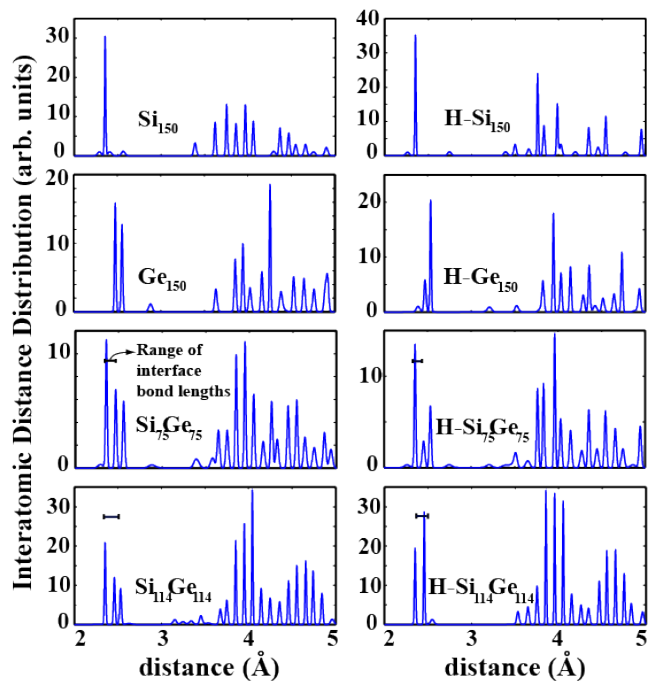 Interatomic Distance Distribution (arb. units)
40
30
20
10
0
Si₁₅₀
40
30
20
10
0
H-Si₁₅₀
20
10
0
Ge₁₅₀
30
20
10
0
H-Ge₁₅₀
10
0
Range of
interface
bond lengths
Si₇₅Ge₇₅
10
0
H-Si₇₅Ge₇₅
30
20
10
0
Si₁₁₄Ge₁₁₄
30
20
10
0
H-Si₁₁₄Ge₁₁₄
2 3 4 5
2 3 4 5
distance (Å)
distance (Å)